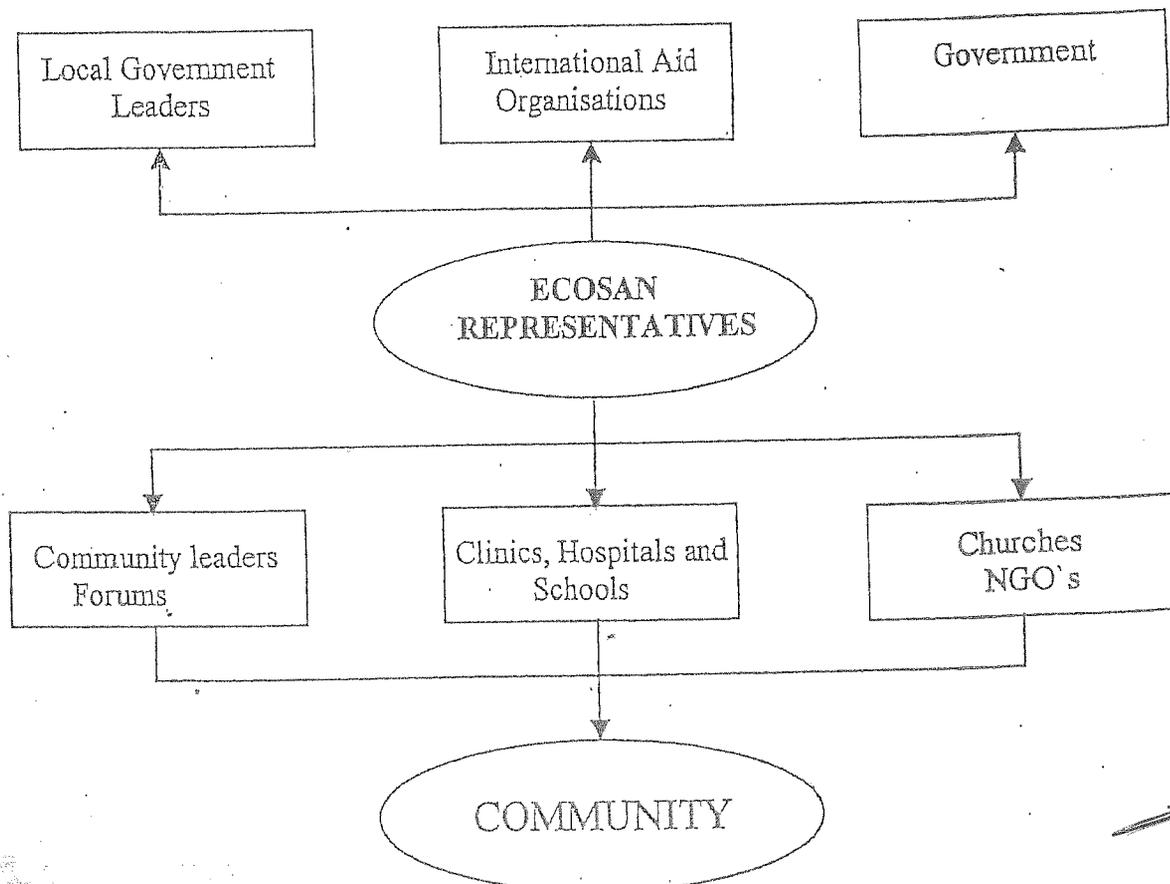 Local Government
Leaders
International Aid
Organisations
Government
ECOSAN
REPRESENTATIVES
Community leaders
Forums
Clinics, Hospitals and
Schools
Churches
NGO`s
COMMUNITY